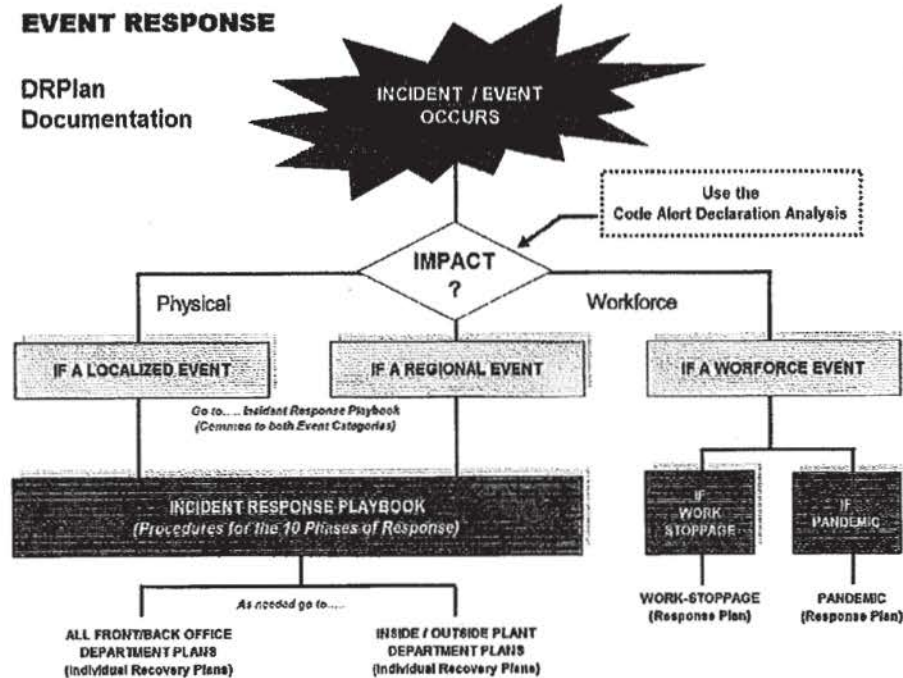 EVENT RESPONSE
DRPlan
Documentation
INCIDENT / EVENT
OCCURS
Use the
Code Alert Declaration Analysis
IMPACT
?
Physical
Workforce
IF A LOCALIZED EVENT
IF A REGIONAL EVENT
IF A WORFORCE EVENT
Go to..... Incident Response Playbook
(Common to both Event Categories)
INCIDENT RESPONSE PLAYBOOK
(Procedures for the 10 Phases of Response)
IF
WORK
STOPPAGE
IF
PANDEMIC
As needed go to.....
WORK-STOPPAGE
(Response Plan)
PANDEMIC
(Response Plan)
ALL FRONT/BACK OFFICE
DEPARTMENT PLANS
(Individual Recovery Plans)
INSIDE / OUTSIDE PLANT
DEPARTMENT PLANS
(Individual Recovery Plans)